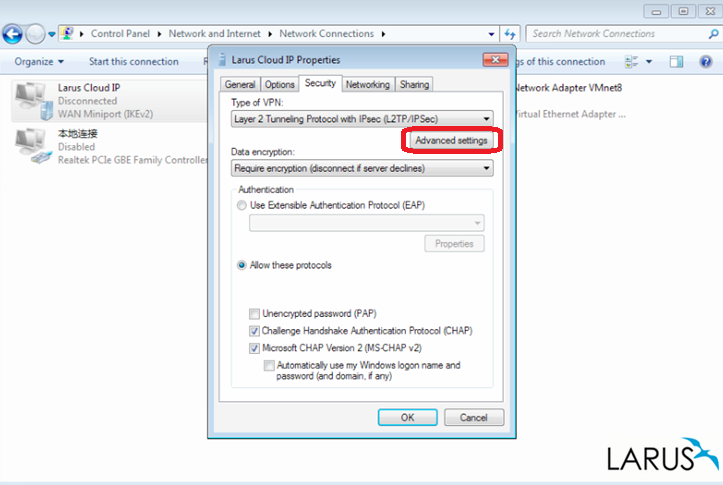 Control Panel ▸ Network and Internet ▸ Network Connections ▸
Search Network Connections
Organize
Start this connection
gs of this connection
Larus Cloud IP
Disconnected
WAN Miniport (IKEv2)
本地连接
Disabled
Realtek PCIe GBE Family Controller
Network Adapter VMnet8
Virtual Ethernet Adapter ...
Larus Cloud IP Properties
General
Options
Security
Networking
Sharing
Type of VPN:
Layer 2 Tunneling Protocol with IPsec (L2TP/IPSec)
Advanced settings
Data encryption:
Require encryption (disconnect if server declines)
Authentication
Use Extensible Authentication Protocol (EAP)
Properties
Allow these protocols
Unencrypted password (PAP)
Challenge Handshake Authentication Protocol (CHAP)
Microsoft CHAP Version 2 (MS-CHAP v2)
Automatically use my Windows logon name and
password (and domain, if any)
OK
Cancel
LARUS